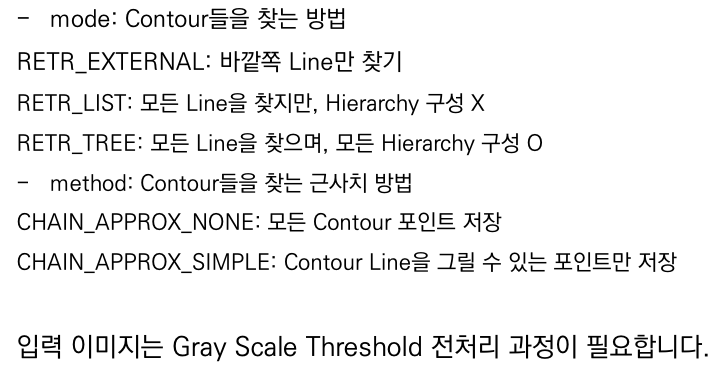 - mode: Contour들을 찾는 방법
RETR_EXTERNAL: 바깥쪽 Line만 찾기
RETR_LIST: 모든 Line을 찾지만, Hierarchy 구성 X
RETR_TREE: 모든 Line을 찾으며, 모든 Hierarchy 구성 O
- method: Contour들을 찾는 근사치 방법
CHAIN_APPROX_NONE: 모든 Contour 포인트 저장
CHAIN_APPROX_SIMPLE: Contour Line을 그릴 수 있는 포인트만 저장
입력 이미지는 Gray Scale Threshold 전처리 과정이 필요합니다.